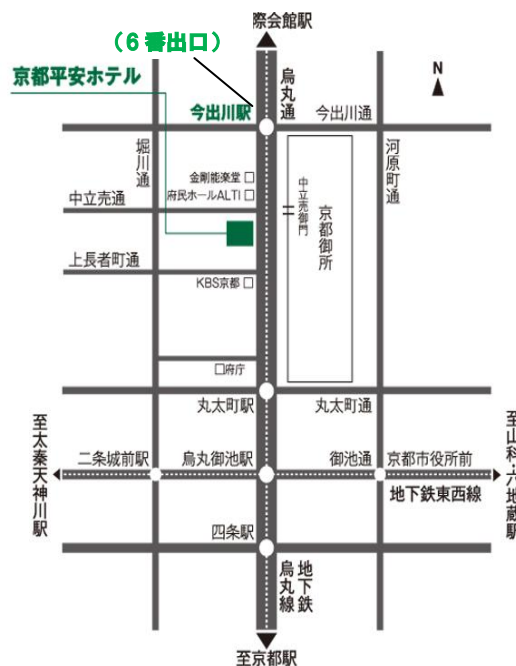 際会館駅
(6番出口)
京都平安ホテル
N
烏丸通
今出川駅
今出川通
堀川通
河原町通
金剛能楽堂
府民ホールALTI
中立売通
中立売御門
京都御所
上長者町通
KBS京都
府庁
丸太町駅
丸太町通
至太秦天神川駅
二条城前駅
烏丸御池駅
御池通
京都市役所前
至山科・六地蔵駅
地下鉄東西線
四条駅
地下鉄
烏丸線
至京都駅